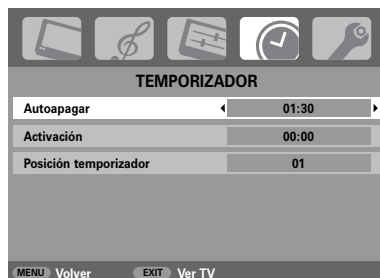 TEMPORIZADOR
Autoapagar 01:30
Activación 00:00
Posición temporizador 01
MENU Volver EXIT Ver TV